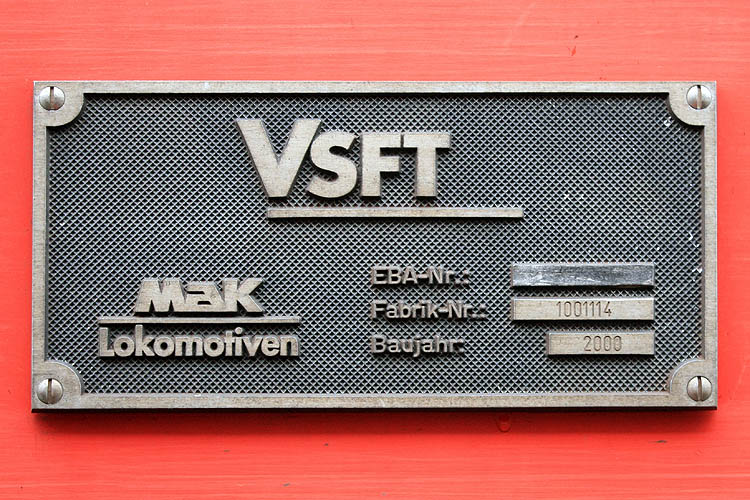 VSFT
MaK
Lokomotiven
EBA-Nr.:
Fabrik-Nr.: 1001114
Baujahr: 2000